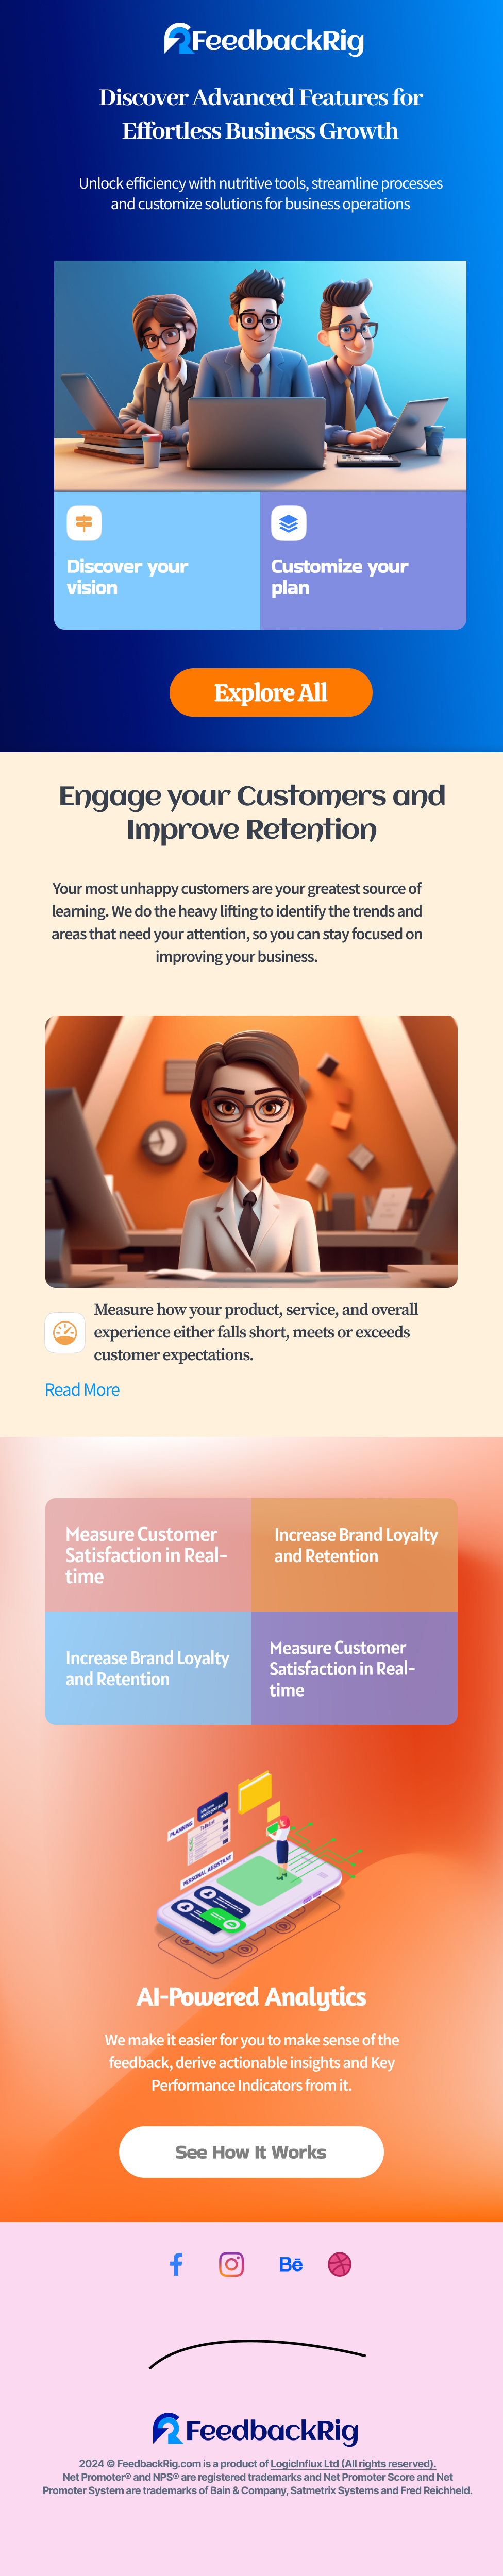 FeedbackRig
Discover Advanced Features for
Effortless Business Growth
Unlock efficiency with nutritive tools, streamline processes
and customize solutions for business operations
Discover your
vision
Customize your
plan
Explore All
Engage your Customers and
Improve Retention
Your most unhappy customers are your greatest source of
learning. We do the heavy lifting to identify the trends and
areas that need your attention, so you can stay focused on
improving your business.
Measure how your product, service, and overall
experience either falls short, meets or exceeds
customer expectations.
Read More
Measure Customer
Satisfaction in Real-
time
Increase Brand Loyalty
and Retention
Increase Brand Loyalty
and Retention
Measure Customer
Satisfaction in Real-
time
PLANNING
To Do List
PERSONAL ASSISTANT
AI-Powered Analytics
We make it easier for you to make sense of the
feedback, derive actionable insights and Key
Performance Indicators from it.
See How It Works
Bē
FeedbackRig
2024 © FeedbackRig.com is a product of LogicInflux Ltd (All rights reserved).
Net Promoter® and NPS® are registered trademarks and Net Promoter Score and Net
Promoter System are trademarks of Bain & Company, Satmetrix Systems and Fred Reichheld.